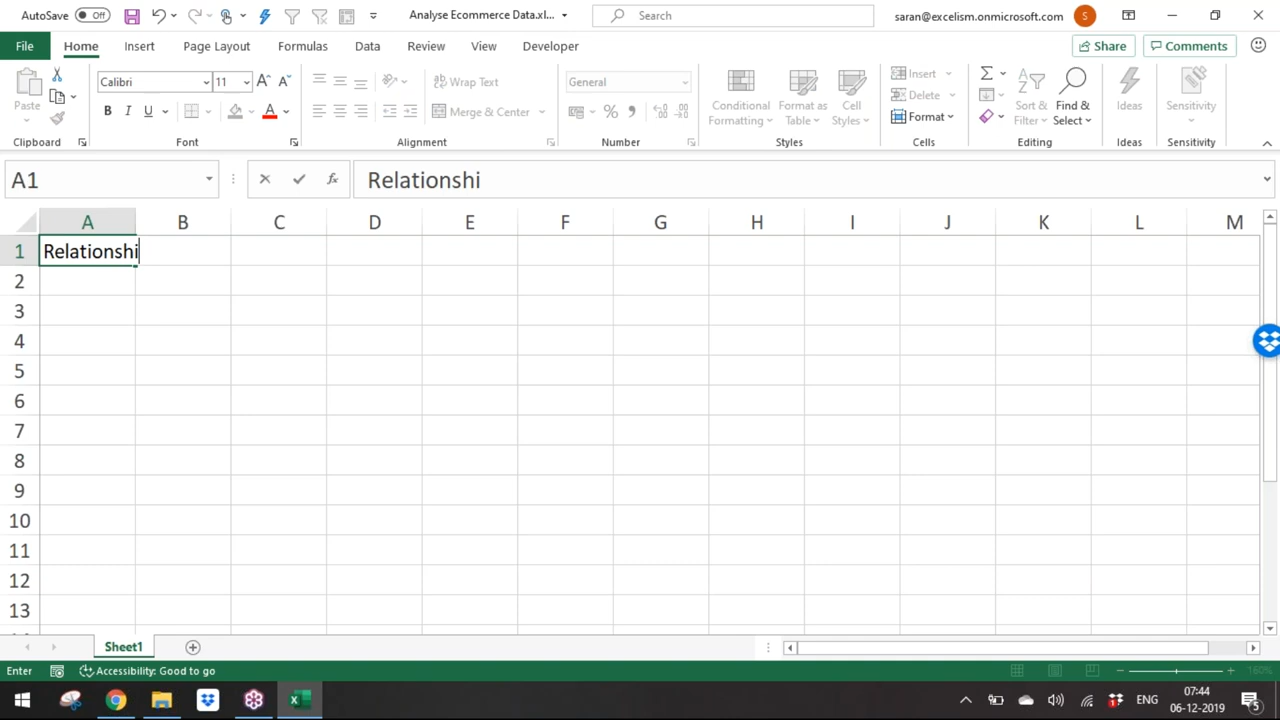 AutoSave Off Analyse Ecommerce Data.xl... Search saran@excelism.onmicrosoft.com S
File Home Insert Page Layout Formulas Data Review View Developer Share Comments
Paste
Calibri 11
B I U A
Wrap Text
Merge & Center
General
%
Conditional Formatting
Format as Table
Cell Styles
Insert
Delete
Format
Sort & Filter
Find & Select
Ideas
Sensitivity
Clipboard Font Alignment Number Styles Cells Editing Ideas Sensitivity
A1 fx Relationshi
A B C D E F G H I J K L M
1 Relationshi
2
3
4
5
6
7
8
9
10
11
12
13
Sheet1
Enter Accessibility: Good to go 160%
ENG 07:44
06-12-2019 5